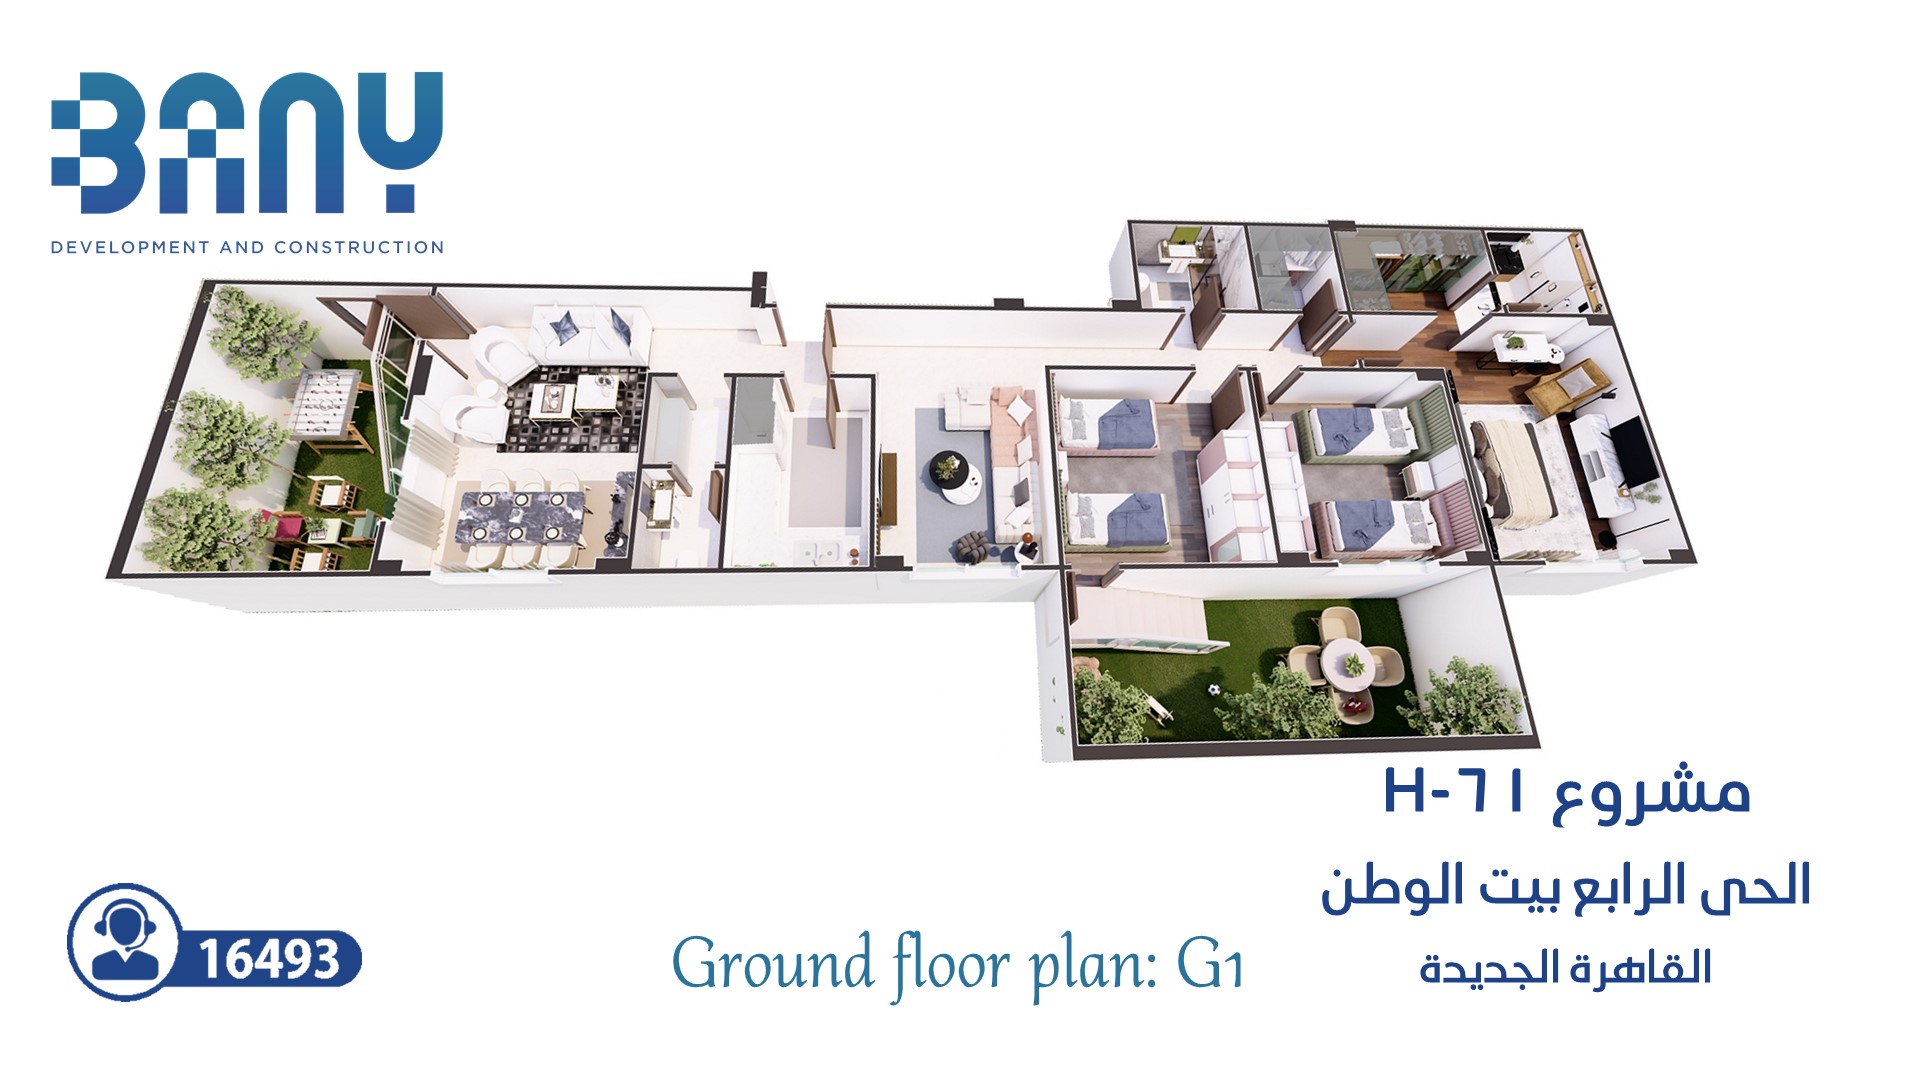 BANY
DEVELOPMENT AND CONSTRUCTION
مشروع H-٦١
الحى الرابع بيت الوطن
القاهرة الجديدة
Ground floor plan: G1
16493